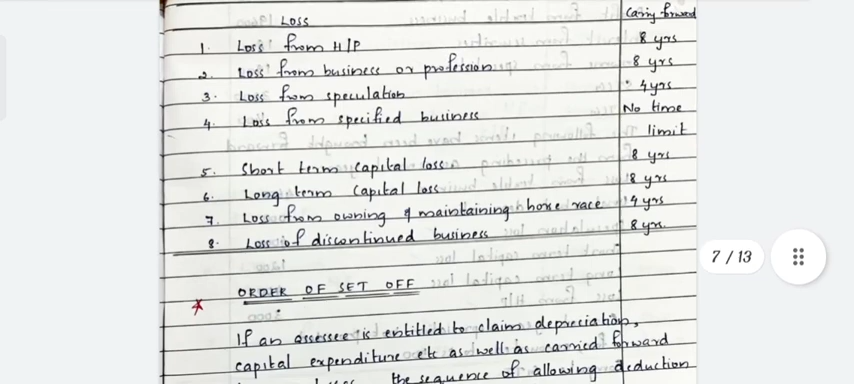 Loss Carry forward
1. Loss from H/P 8 yrs
2. Loss from business or profession 8 yrs
3. Loss from speculation 4yrs
4. Loss from specified business No time
limit
5. Short term capital loss 8 yrs
6. Long term capital loss 8 yrs
7. Loss from owning & maintaining horse race 4 yrs
8. Loss of discontinued business 8 yrs.
ORDER OF SET OFF
If an assessee is entitled to claim depreciation,
capital expenditure etc as well as carried forward
the sequence of allowing deduction
7 / 13